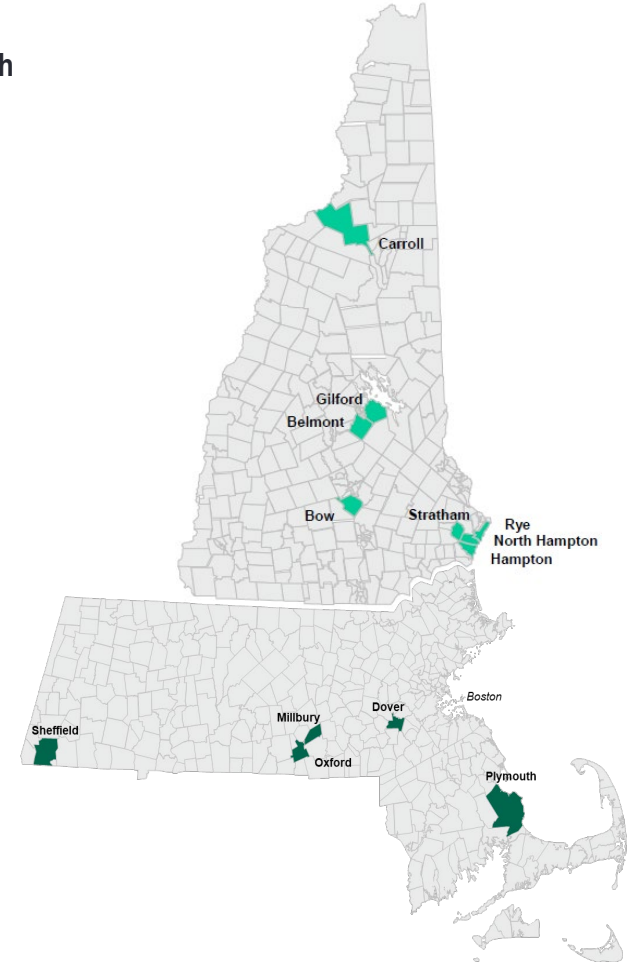 h
Carroll
Gilford
Belmont
Bow
Stratham
Rye
North Hampton
Hampton
Boston
Dover
Millbury
Sheffield
Oxford
Plymouth